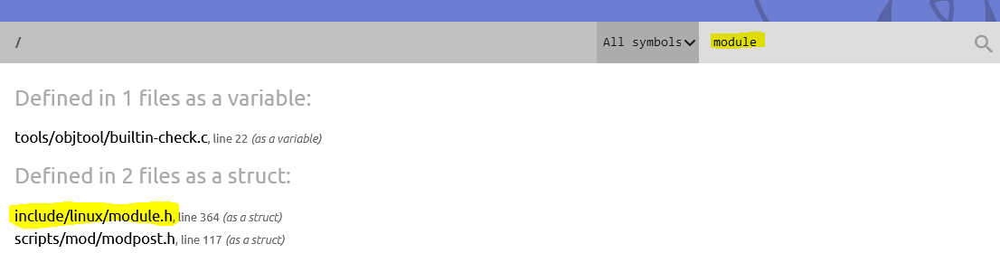 / All symbols module
Defined in 1 files as a variable:
tools/objtool/builtin-check.c, line 22 (as a variable)
Defined in 2 files as a struct:
include/linux/module.h, line 364 (as a struct)
scripts/mod/modpost.h, line 117 (as a struct)